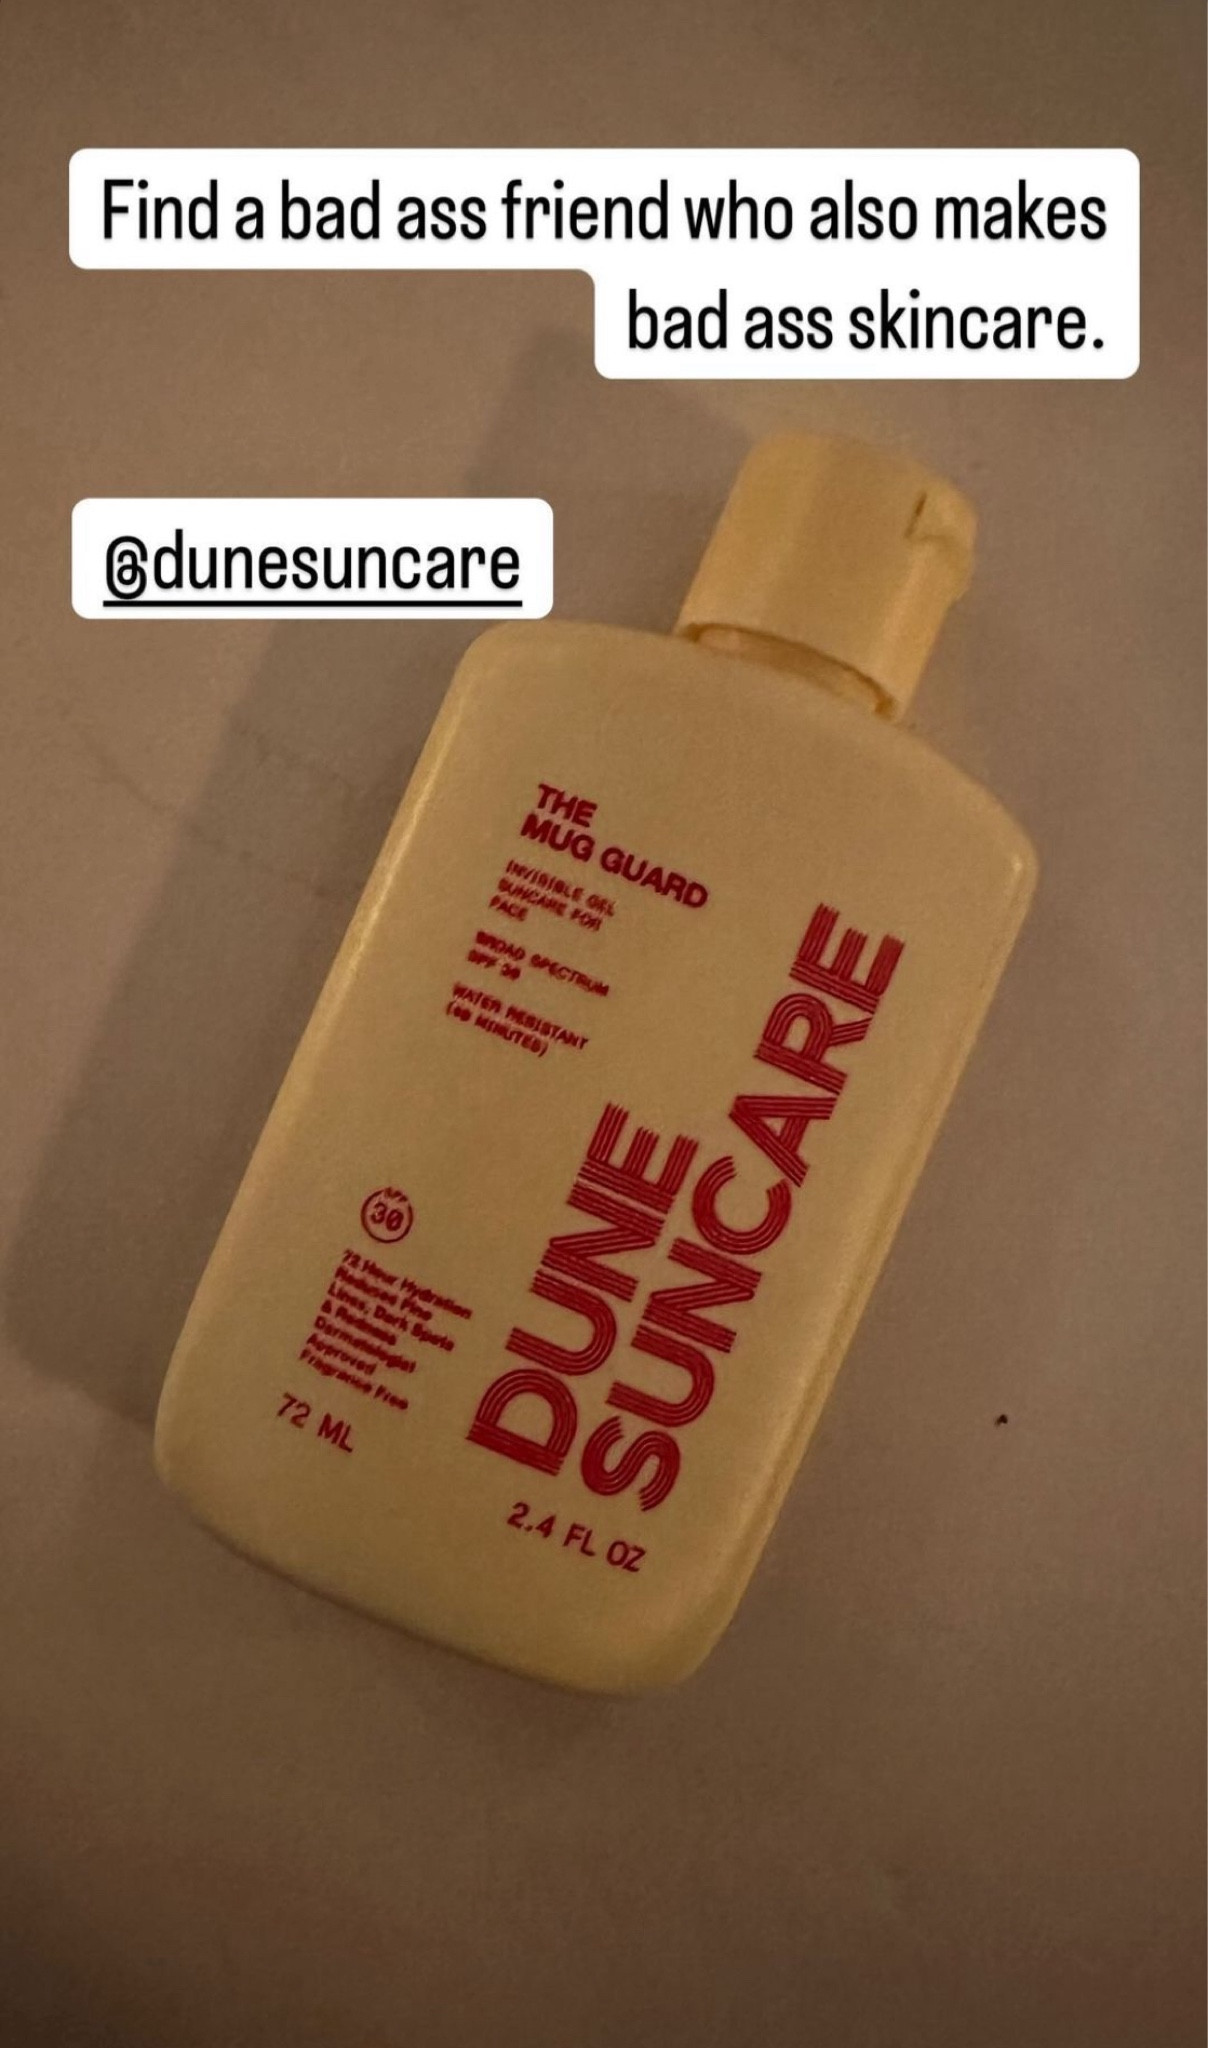 Find a bad ass friend who also makes
bad ass skincare.
@dunesuncare
THE
MUG GUARD
INVISIBLE GEL
SUNCARE FOR
FACE
BROAD SPECTRUM
SPF 30
WATER RESISTANT
(40 MINUTES)
DUNE
SUNCARE
SPF
30
72 Hour Hydration
Reduced Fine
Lines, Dark Spots
& Redness
Dermatologist
Approved
Fragrance Free
72 ML
2.4 FL OZ